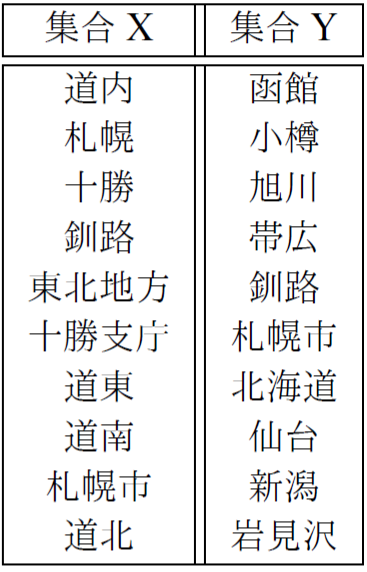 集合 X 集合 Y
道内 函館
札幌 小樽
十勝 旭川
釧路 帯広
東北地方 釧路
十勝支庁 札幌市
道東 北海道
道南 仙台
札幌市 新潟
道北 岩見沢